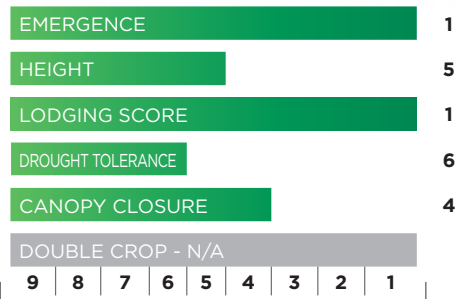 EMERGENCE 1
HEIGHT 5
LODGING SCORE 1
DROUGHT TOLERANCE 6
CANOPY CLOSURE 4
DOUBLE CROP - N/A
9 8 7 6 5 4 3 2 1